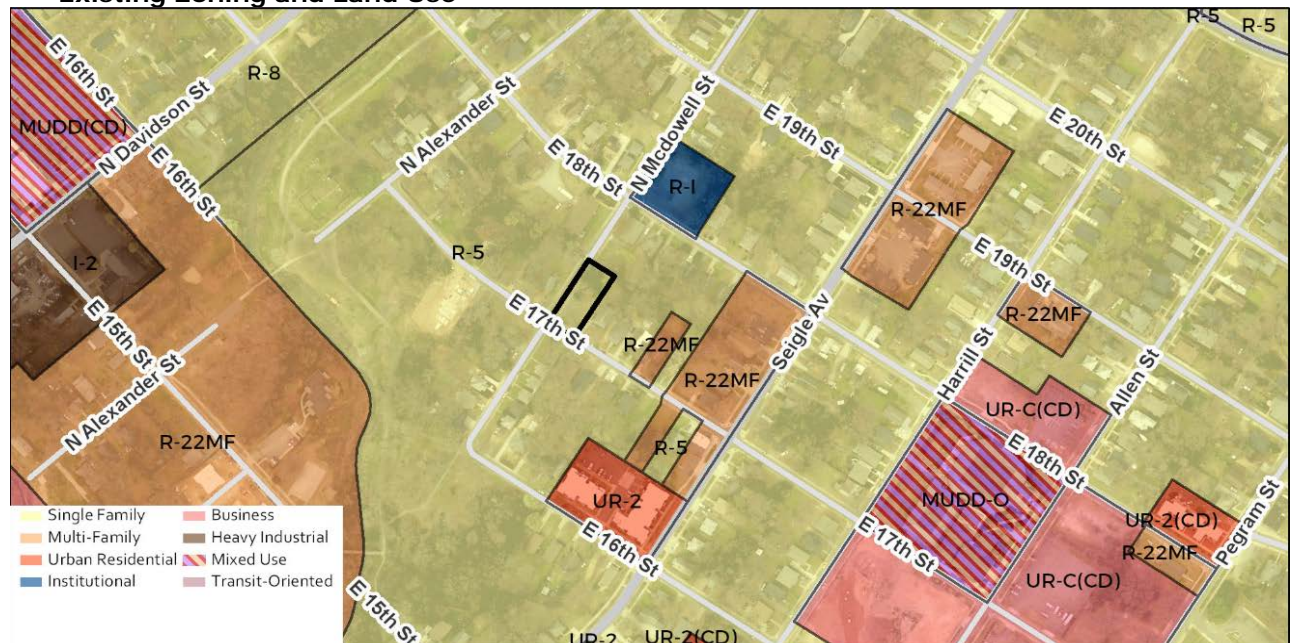 Existing Zoning and Land Use
R-5
R-5
E 16th St
R-8
MUDD(CD)
N Davidson St
E 16th St
N Alexander St
E 18th St
N Mcdowell St
E 19th St
E 20th St
R-I
R-22MF
R-5
I-2
E 15th St
E 17th St
E 19th St
R-22MF
R-22MF
R-22MF
Seigle Av
Harrill St
Allen St
N Alexander St
R-22MF
UR-C(CD)
R-5
E 18th St
UR-2
MUDD-O
E 16th St
E 17th St
UR-2(CD)
R-22MF
Pegram St
UR-C(CD)
Single Family
Multi-Family
Urban Residential
Institutional
Business
Heavy Industrial
Mixed Use
Transit-Oriented
E 15th St
UR-2
UR-2(CD)